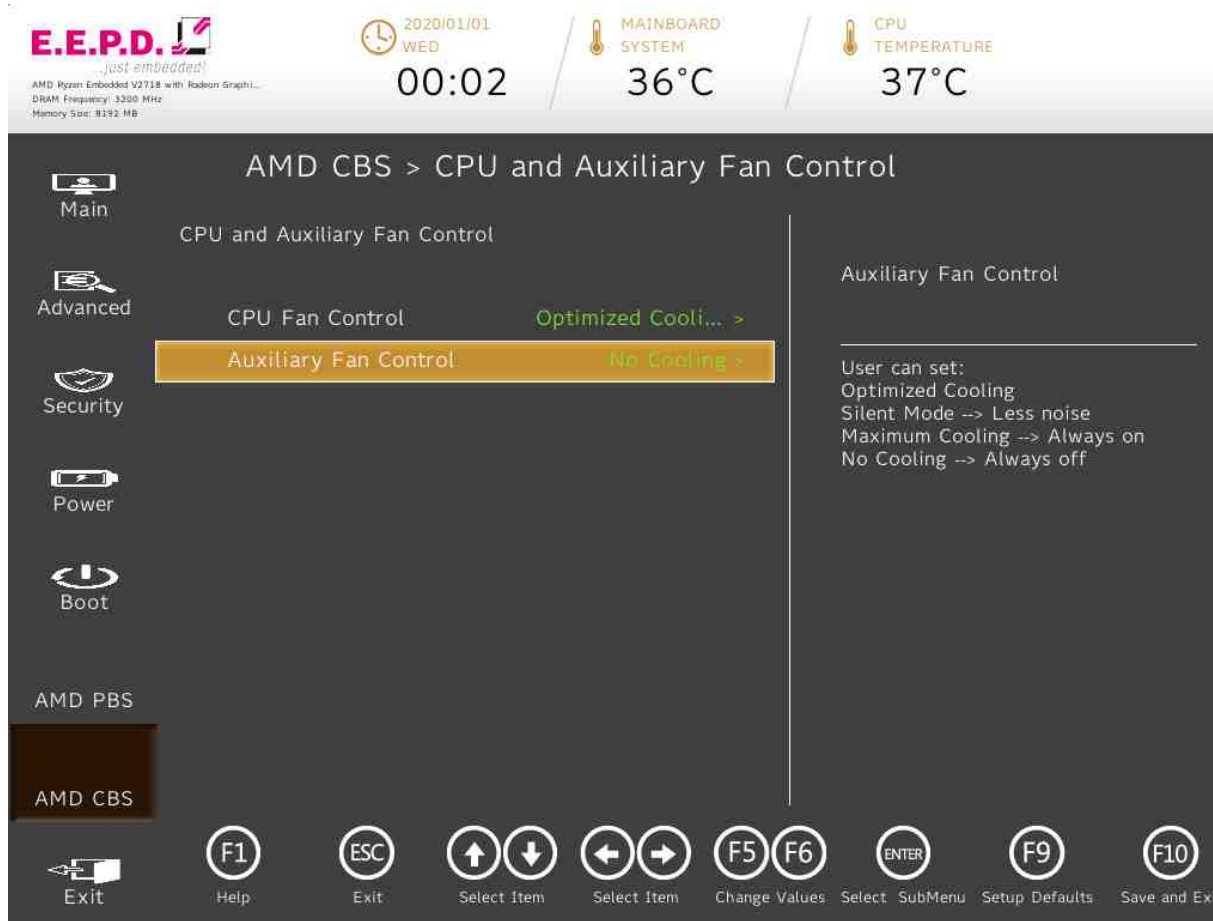 E.E.P.D.
...just embedded!
AMD Ryzen Embedded V2718 with Radeon Graphi...
DRAM Frequency: 3200 MHz
Memory Size: 8192 MB
2020/01/01
WED
00:02
MAINBOARD
SYSTEM
36°C
CPU
TEMPERATURE
37°C
AMD CBS > CPU and Auxiliary Fan Control
Main
Advanced
Security
Power
Boot
AMD PBS
AMD CBS
Exit
CPU and Auxiliary Fan Control
CPU Fan Control Optimized Cooli... >
Auxiliary Fan Control No Cooling >
Auxiliary Fan Control
User can set:
Optimized Cooling
Silent Mode --> Less noise
Maximum Cooling --> Always on
No Cooling --> Always off
F1 ESC F5 F6 ENTER F9 F10
Help Exit Select Item Select Item Change Values Select SubMenu Setup Defaults Save and Ex